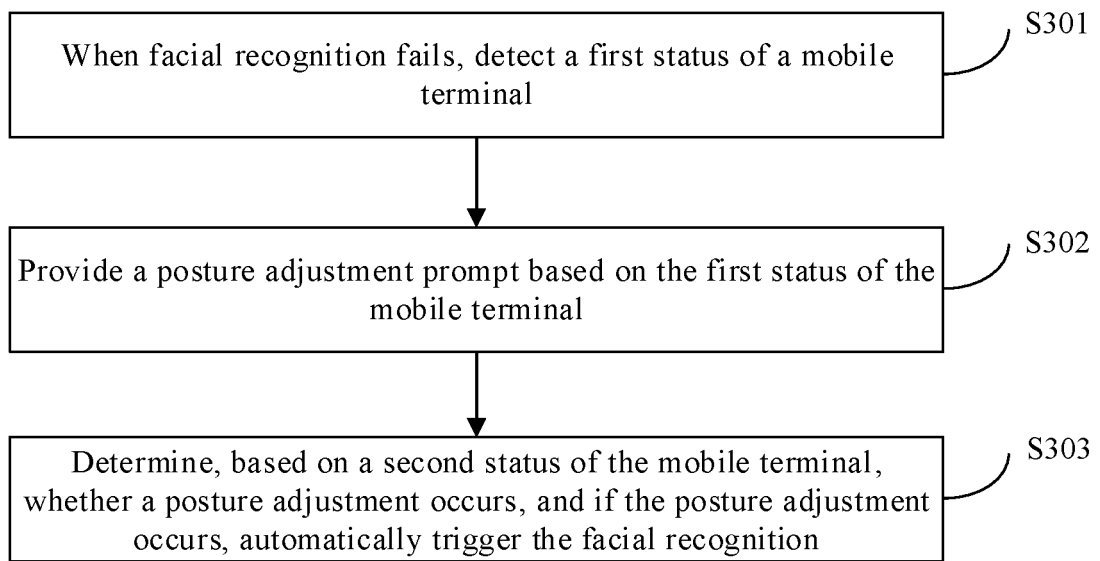 S301
When facial recognition fails, detect a first status of a mobile
terminal
S302
Provide a posture adjustment prompt based on the first status of the
mobile terminal
S303
Determine, based on a second status of the mobile terminal,
whether a posture adjustment occurs, and if the posture adjustment
occurs, automatically trigger the facial recognition